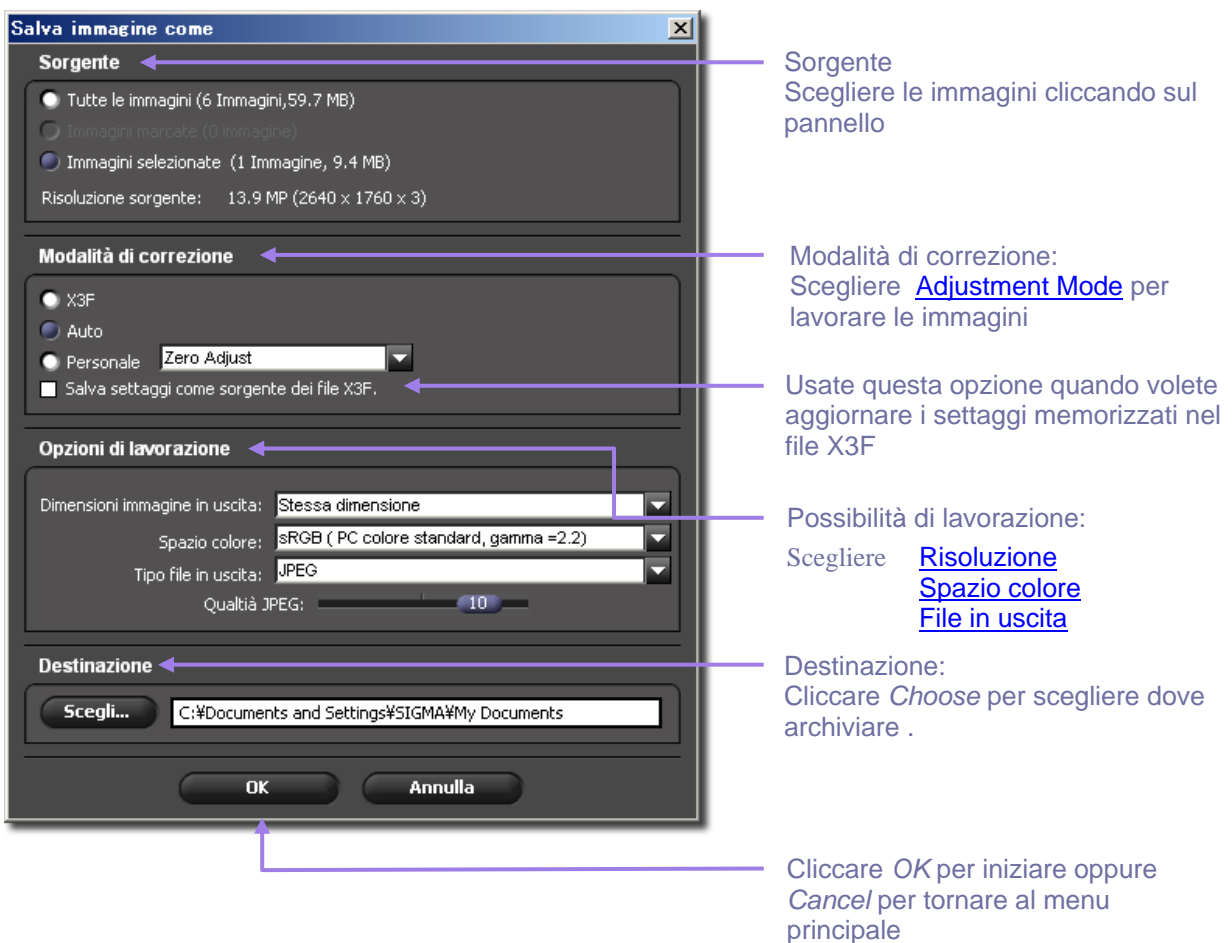 Salva immagine come
Sorgente
Tutte le immagini (6 Immagini,59.7 MB)
Immagini marcate (0 immagine)
Immagini selezionate (1 Immagine, 9.4 MB)
Risoluzione sorgente: 13.9 MP (2640 x 1760 x 3)
Modalità di correzione
X3F
Auto
Personale Zero Adjust
Salva settaggi come sorgente dei file X3F.
Opzioni di lavorazione
Dimensioni immagine in uscita: Stessa dimensione
Spazio colore: sRGB ( PC colore standard, gamma =2.2)
Tipo file in uscita: JPEG
Qualtià JPEG: 10
Destinazione
Scegli... C:¥Documents and Settings¥SIGMA¥My Documents
OK Annulla
Sorgente
Scegliere le immagini cliccando sul
pannello
Modalità di correzione:
Scegliere Adjustment Mode per
lavorare le immagini
Usate questa opzione quando volete
aggiornare i settaggi memorizzati nel
file X3F
Possibilità di lavorazione:
Scegliere Risoluzione
Spazio colore
File in uscita
Destinazione:
Cliccare Choose per scegliere dove
archiviare .
Cliccare OK per iniziare oppure
Cancel per tornare al menu
principale